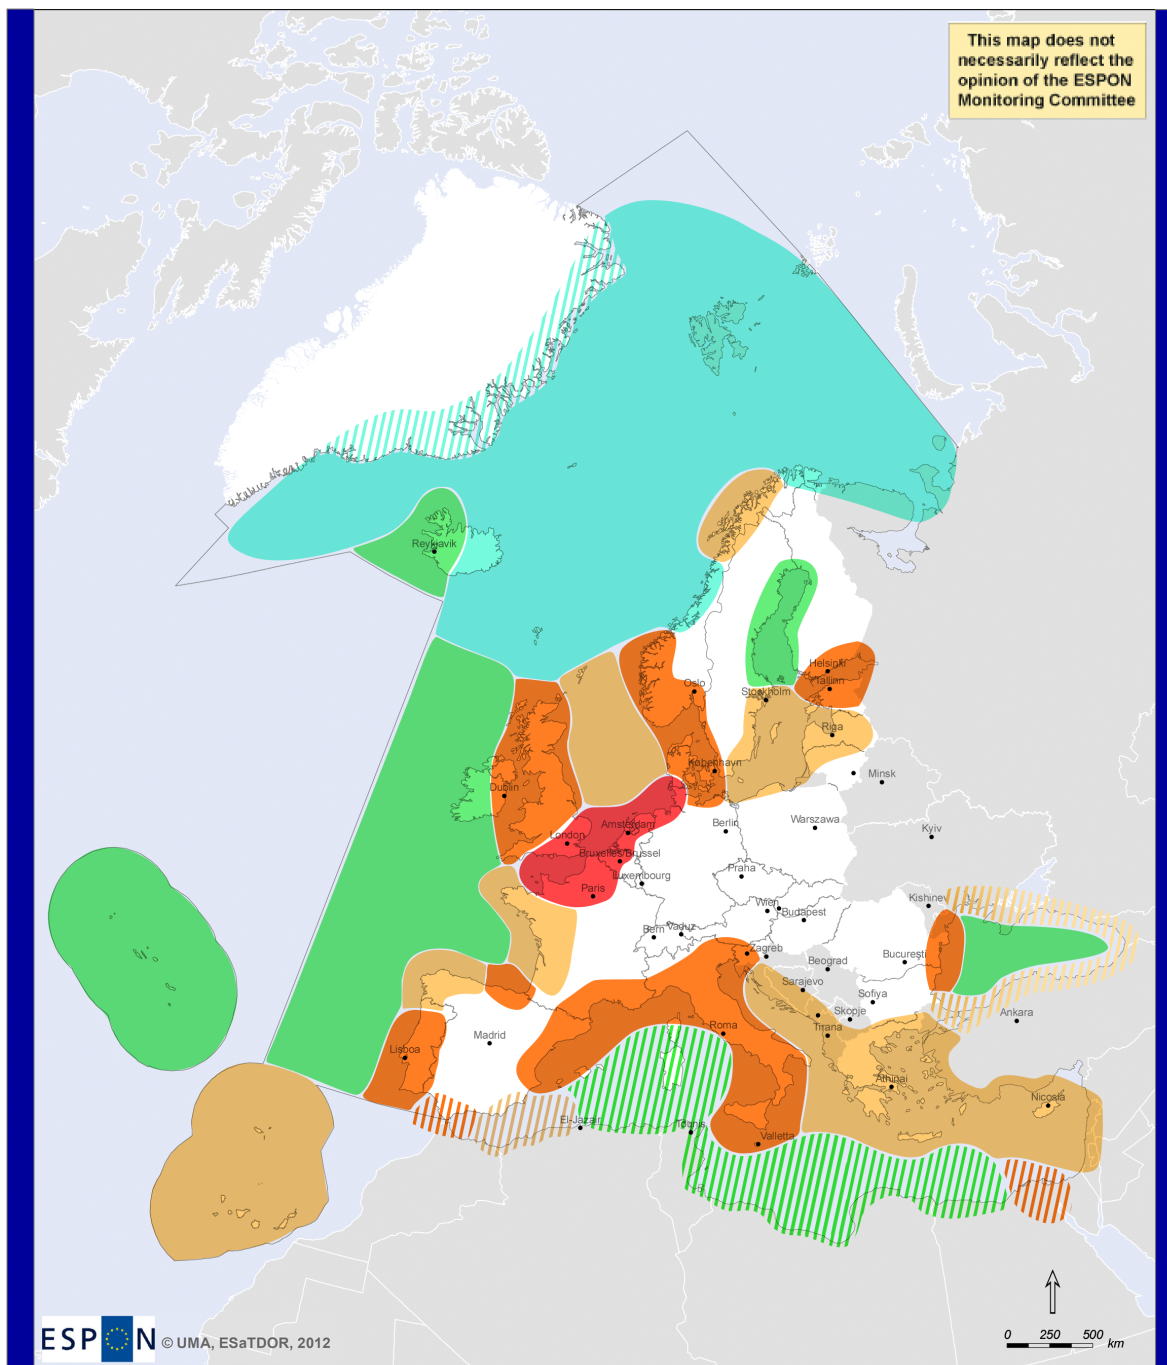 This map does not
necessarily reflect the
opinion of the ESPON
Monitoring Committee
Reykjavik
Helsinki
Tallinn
Oslo
Stockholm
Riga
København
Minsk
Dublin
Amsterdam
London
Berlin
Warszawa
Kyiv
Bruxelles/Brussel
Luxembourg
Paris
Praha
Kishinev
Wien
Budapest
Bern
Vaduz
Zagreb
Beograd
Bucureşti
Sarajevo
Sofiya
Skopje
Ankara
Roma
Tirana
Madrid
Lisboa
Athinai
Nicosia
El-Jazair
Tounis
Valletta
ESPON © UMA, ESaTDOR, 2012
0 250 500
km